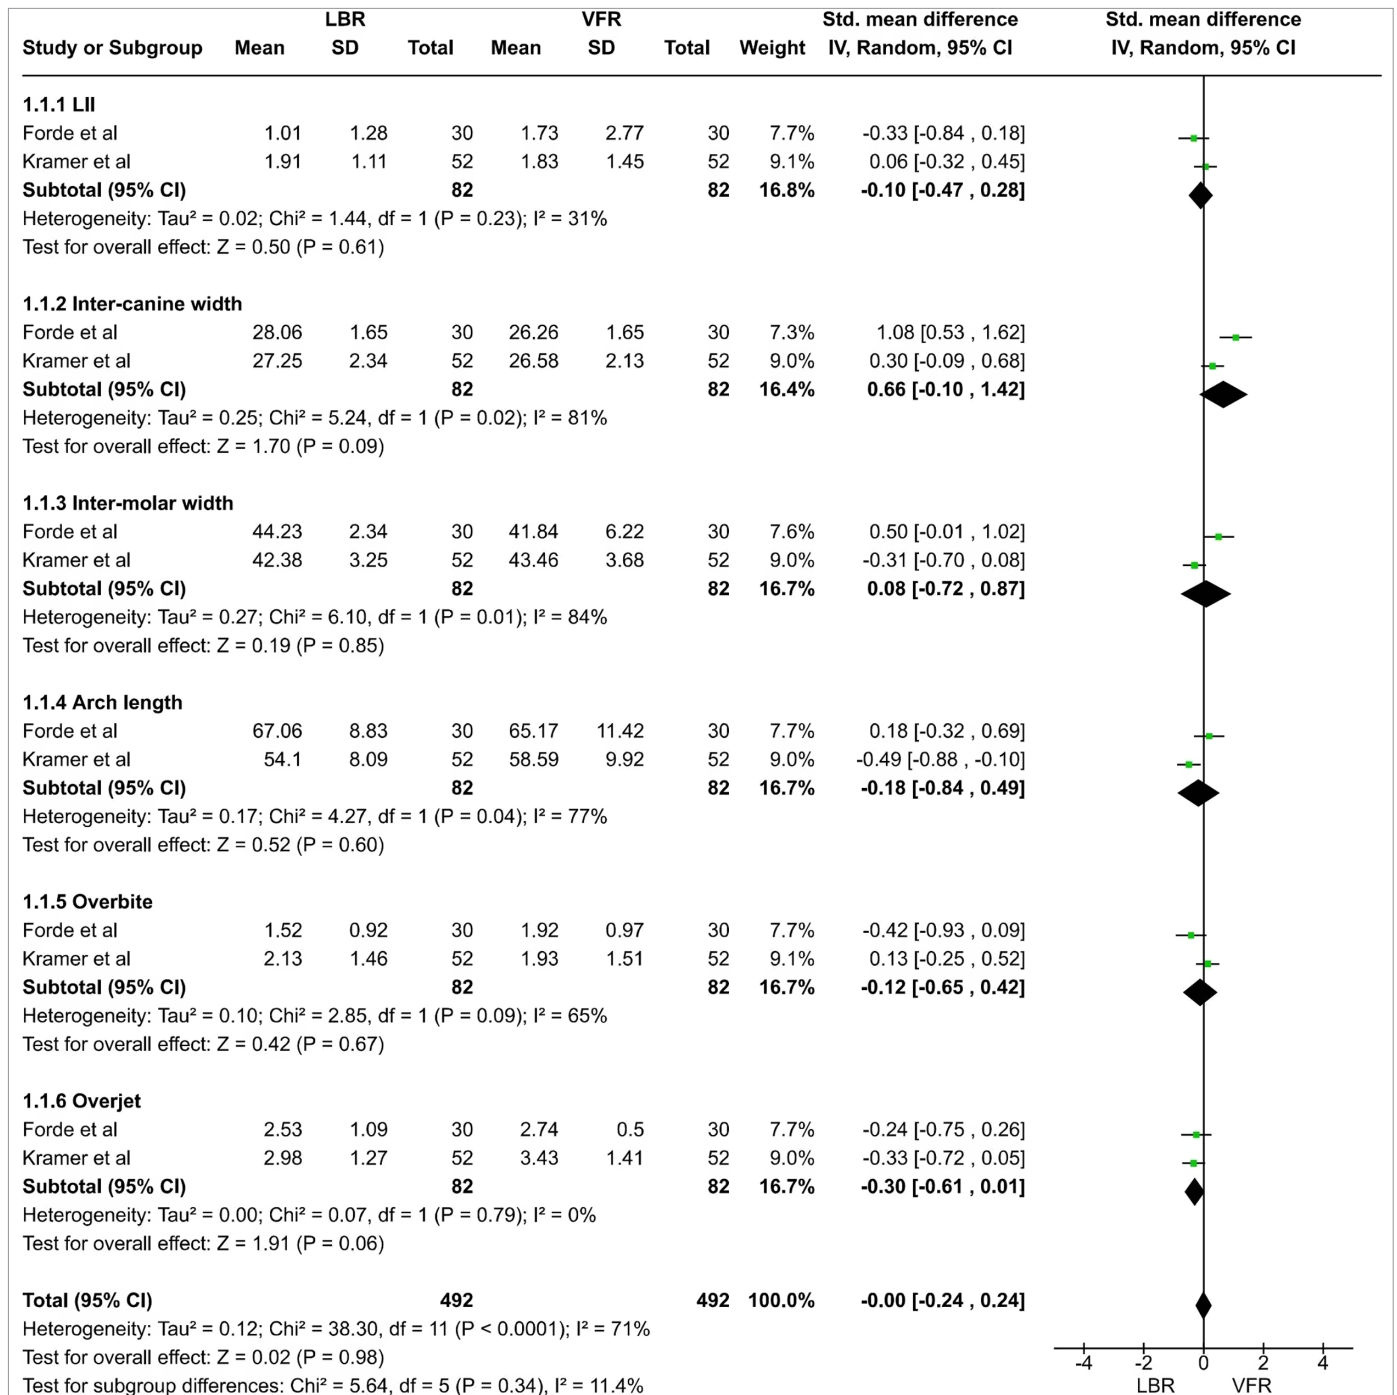 LBR VFR Std. mean difference Std. mean difference
Study or Subgroup Mean SD Total Mean SD Total Weight IV, Random, 95% CI IV, Random, 95% CI
1.1.1 LII
Forde et al 1.01 1.28 30 1.73 2.77 30 7.7% -0.33 [-0.84 , 0.18]
Kramer et al 1.91 1.11 52 1.83 1.45 52 9.1% 0.06 [-0.32 , 0.45]
Subtotal (95% CI) 82 82 16.8% -0.10 [-0.47 , 0.28]
Heterogeneity: Tau² = 0.02; Chi² = 1.44, df = 1 (P = 0.23); I² = 31%
Test for overall effect: Z = 0.50 (P = 0.61)
1.1.2 Inter-canine width
Forde et al 28.06 1.65 30 26.26 1.65 30 7.3% 1.08 [0.53 , 1.62]
Kramer et al 27.25 2.34 52 26.58 2.13 52 9.0% 0.30 [-0.09 , 0.68]
Subtotal (95% CI) 82 82 16.4% 0.66 [-0.10 , 1.42]
Heterogeneity: Tau² = 0.25; Chi² = 5.24, df = 1 (P = 0.02); I² = 81%
Test for overall effect: Z = 1.70 (P = 0.09)
1.1.3 Inter-molar width
Forde et al 44.23 2.34 30 41.84 6.22 30 7.6% 0.50 [-0.01 , 1.02]
Kramer et al 42.38 3.25 52 43.46 3.68 52 9.0% -0.31 [-0.70 , 0.08]
Subtotal (95% CI) 82 82 16.7% 0.08 [-0.72 , 0.87]
Heterogeneity: Tau² = 0.27; Chi² = 6.10, df = 1 (P = 0.01); I² = 84%
Test for overall effect: Z = 0.19 (P = 0.85)
1.1.4 Arch length
Forde et al 67.06 8.83 30 65.17 11.42 30 7.7% 0.18 [-0.32 , 0.69]
Kramer et al 54.1 8.09 52 58.59 9.92 52 9.0% -0.49 [-0.88 , -0.10]
Subtotal (95% CI) 82 82 16.7% -0.18 [-0.84 , 0.49]
Heterogeneity: Tau² = 0.17; Chi² = 4.27, df = 1 (P = 0.04); I² = 77%
Test for overall effect: Z = 0.52 (P = 0.60)
1.1.5 Overbite
Forde et al 1.52 0.92 30 1.92 0.97 30 7.7% -0.42 [-0.93 , 0.09]
Kramer et al 2.13 1.46 52 1.93 1.51 52 9.1% 0.13 [-0.25 , 0.52]
Subtotal (95% CI) 82 82 16.7% -0.12 [-0.65 , 0.42]
Heterogeneity: Tau² = 0.10; Chi² = 2.85, df = 1 (P = 0.09); I² = 65%
Test for overall effect: Z = 0.42 (P = 0.67)
1.1.6 Overjet
Forde et al 2.53 1.09 30 2.74 0.5 30 7.7% -0.24 [-0.75 , 0.26]
Kramer et al 2.98 1.27 52 3.43 1.41 52 9.0% -0.33 [-0.72 , 0.05]
Subtotal (95% CI) 82 82 16.7% -0.30 [-0.61 , 0.01]
Heterogeneity: Tau² = 0.00; Chi² = 0.07, df = 1 (P = 0.79); I² = 0%
Test for overall effect: Z = 1.91 (P = 0.06)
Total (95% CI) 492 492 100.0% -0.00 [-0.24 , 0.24]
Heterogeneity: Tau² = 0.12; Chi² = 38.30, df = 11 (P < 0.0001); I² = 71%
Test for overall effect: Z = 0.02 (P = 0.98)
-4 -2 0 2 4
Test for subgroup differences: Chi² = 5.64, df = 5 (P = 0.34), I² = 11.4%
LBR VFR